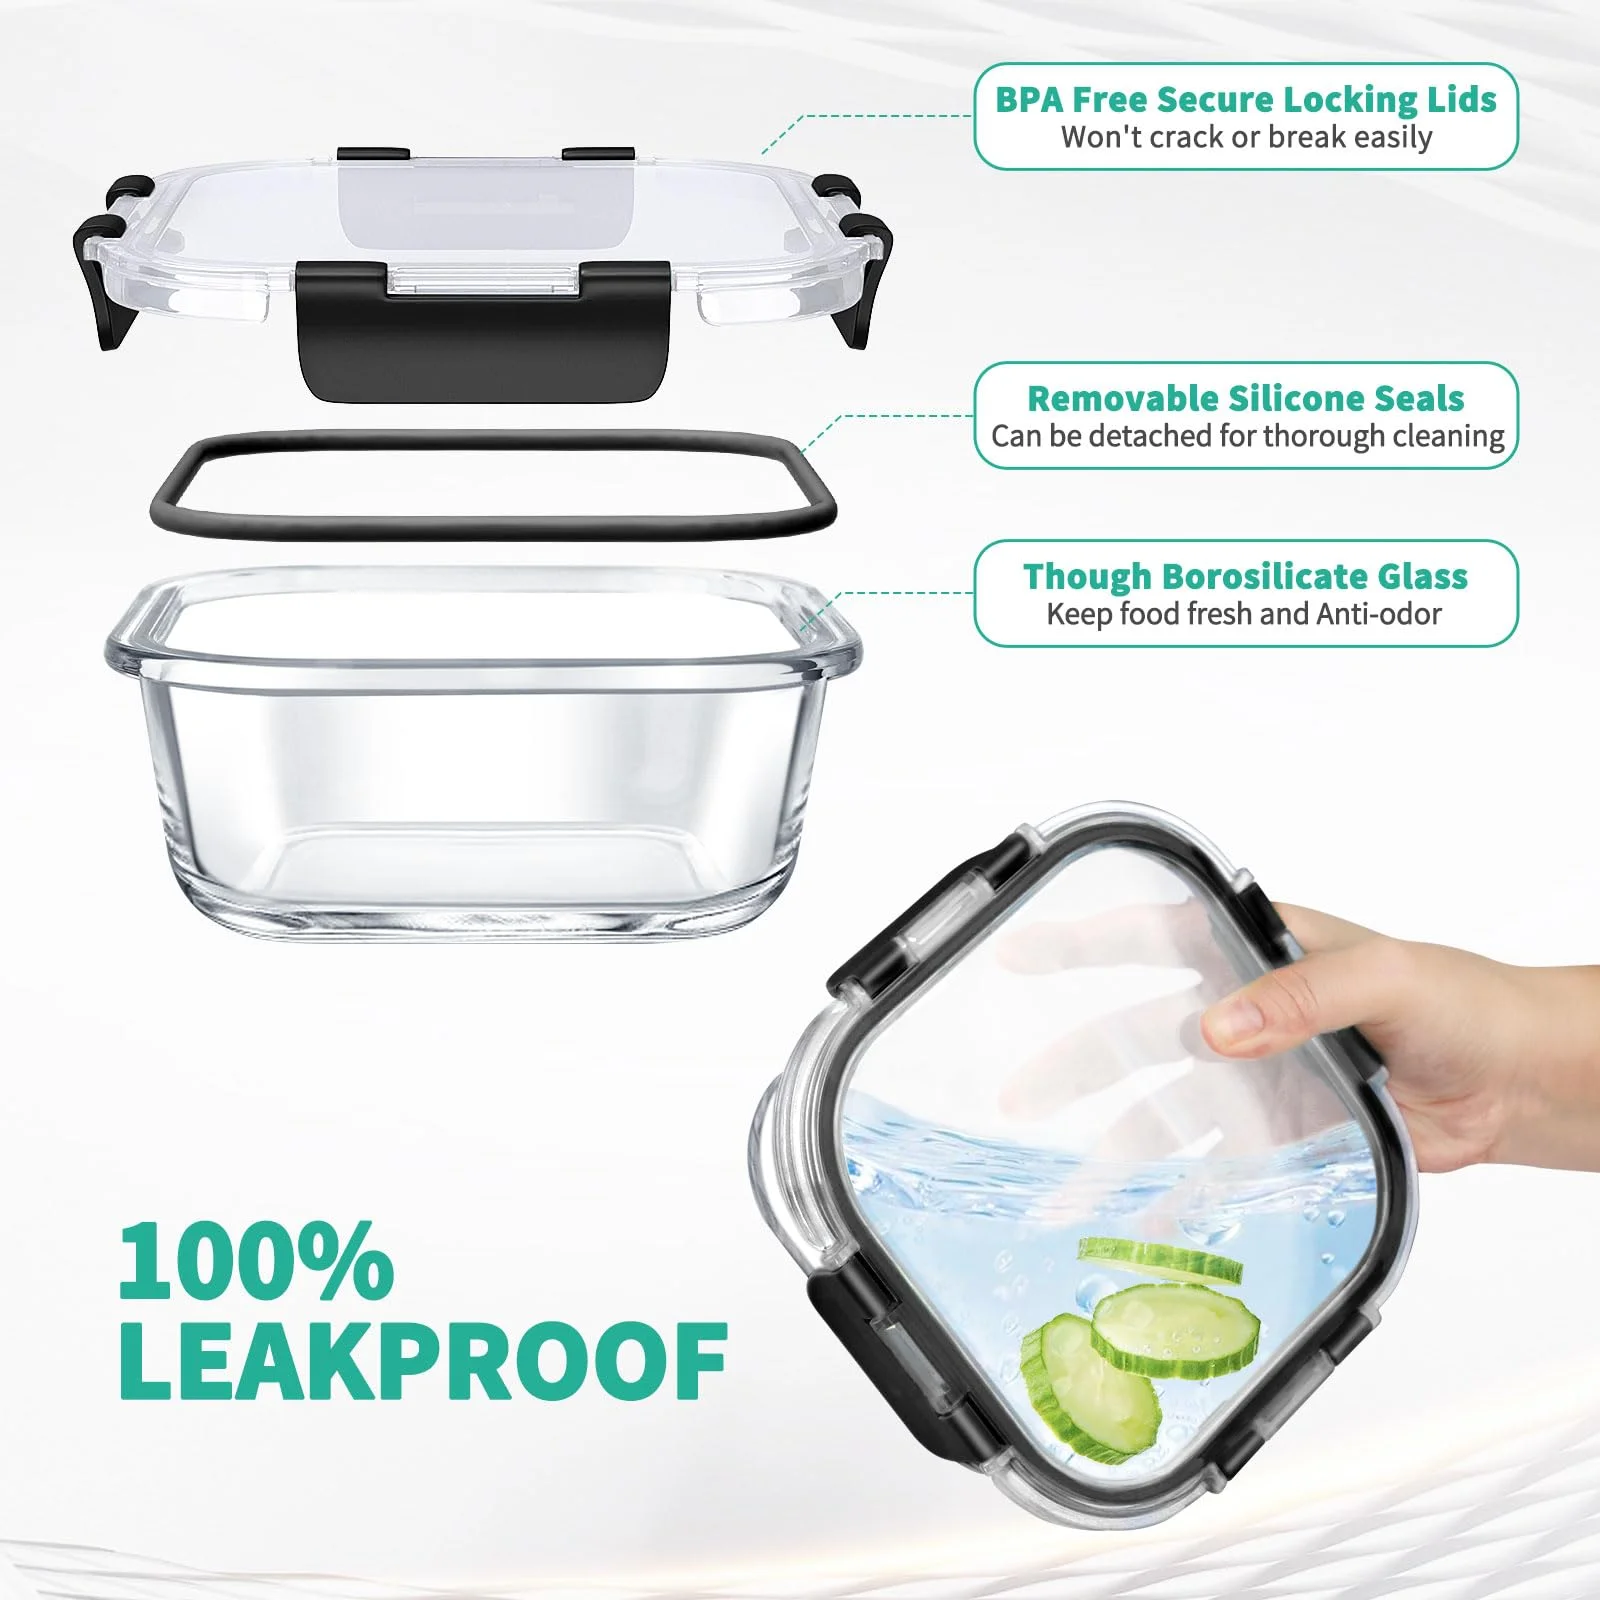 BPA Free Secure Locking Lids
Won't crack or break easily
Removable Silicone Seals
Can be detached for thorough cleaning
Though Borosilicate Glass
Keep food fresh and Anti-odor
100%
LEAKPROOF